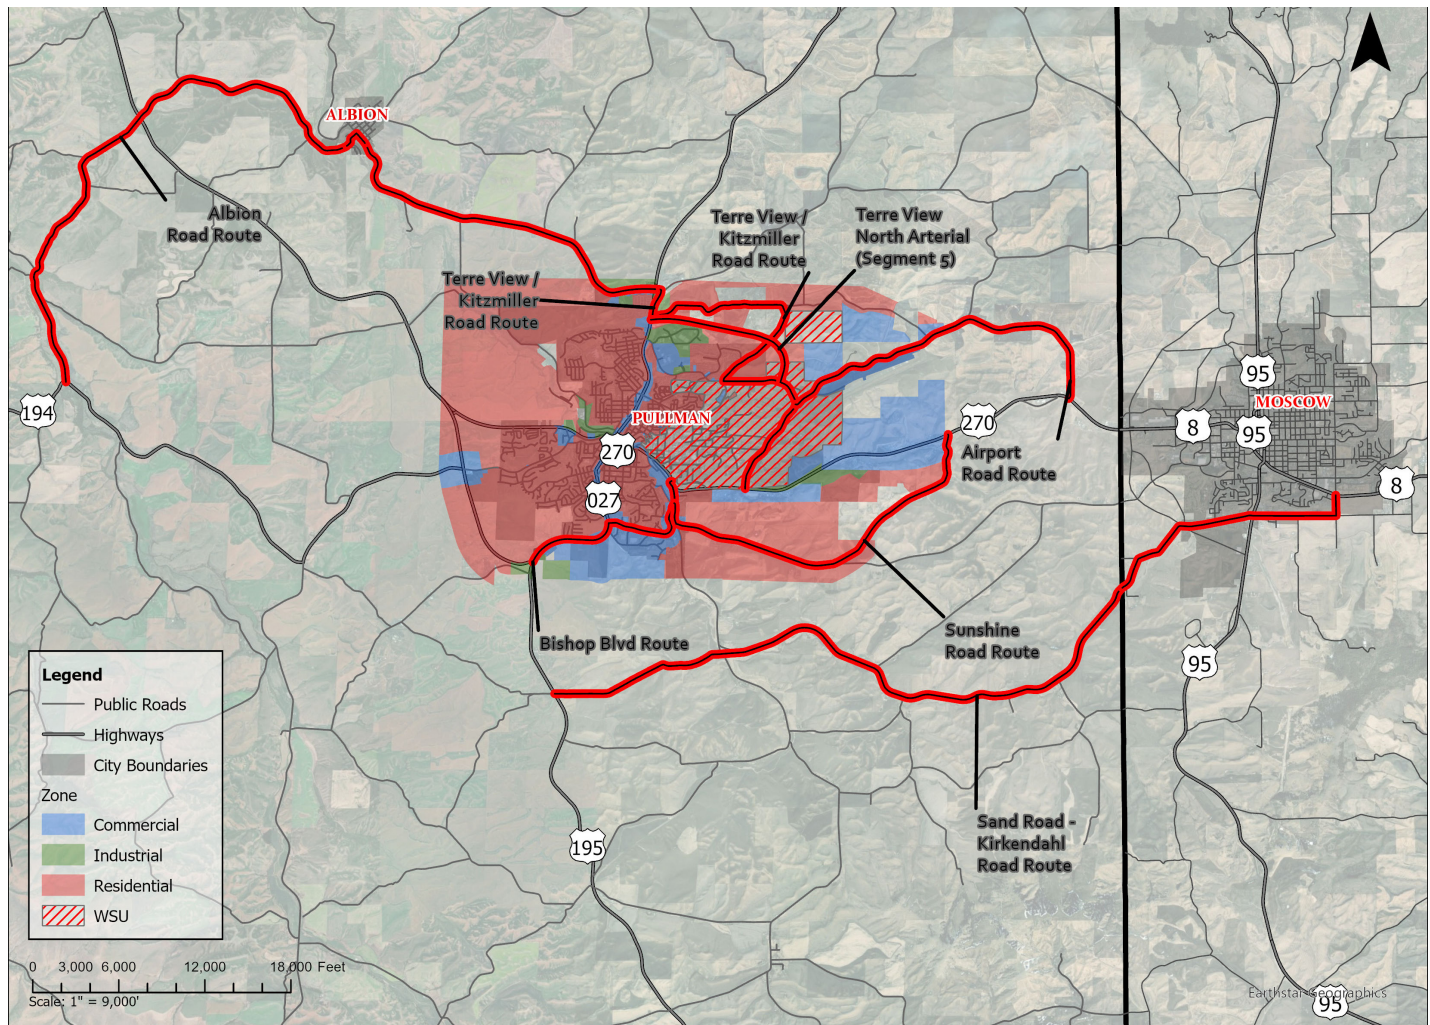 ALBION
Albion
Road Route
Terre View /
Kitzmiller
Road Route
Terre View
North Arterial
(Segment 5)
Terre View /
Kitzmiller
Road Route
95
MOSCOW
194
PULLMAN
270
8
95
270
Airport
Road Route
027
8
Bishop Blvd Route
Sunshine
Road Route
95
Legend
Public Roads
Highways
City Boundaries
Zone
Commercial
Industrial
Residential
WSU
195
Sand Road -
Kirkendahl
Road Route
0 3,000 6,000 12,000 18,000 Feet
Scale: 1" = 9,000'
Earthstar Geographics
95